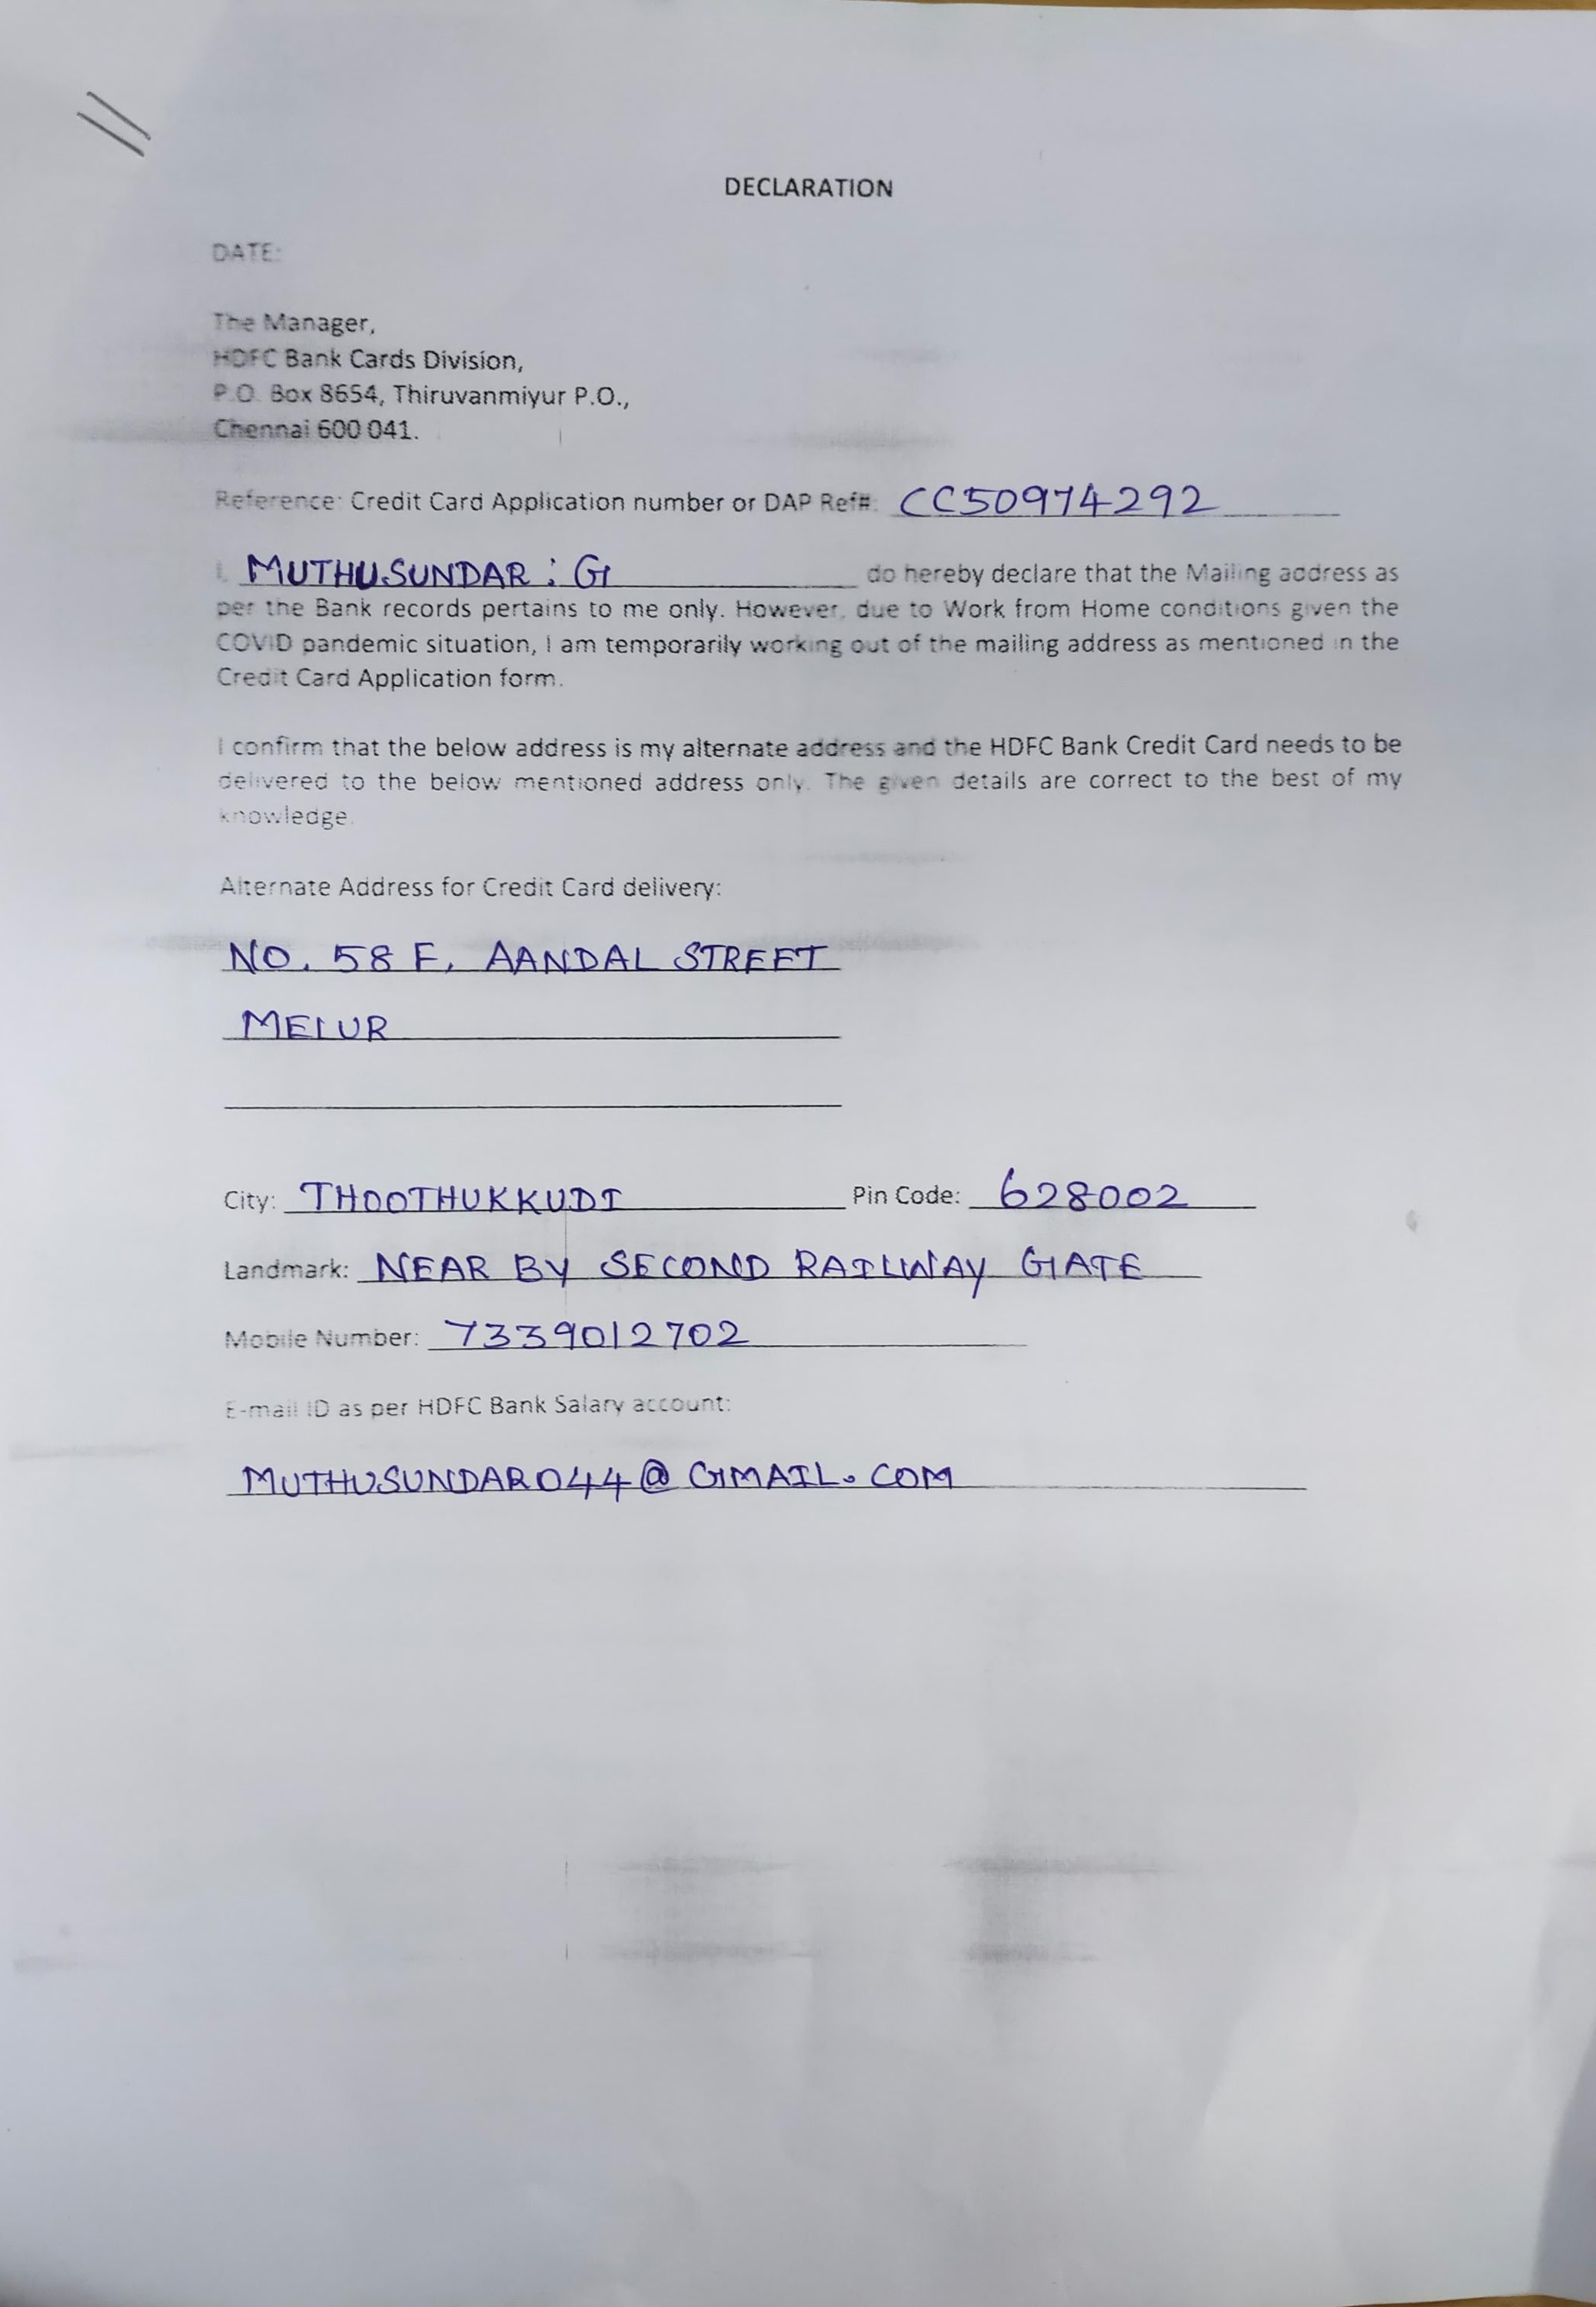 DECLARATION
DATE:
The Manager,
HDFC Bank Cards Division,
P.O. Box 8654, Thiruvanmiyur P.O.,
Chennai 600 041.
Reference: Credit Card Application number or DAP Ref#: CC50974292
I, MUTHUSUNDAR : G do hereby declare that the Mailing address as
per the Bank records pertains to me only. However, due to Work from Home conditions given the
COVID pandemic situation, I am temporarily working out of the mailing address as mentioned in the
Credit Card Application form.
I confirm that the below address is my alternate address and the HDFC Bank Credit Card needs to be
delivered to the below mentioned address only. The given details are correct to the best of my
knowledge.
Alternate Address for Credit Card delivery:
NO. 58 F, AANDAL STREET
MELUR
City: THOOTHUKKUDI Pin Code: 628002
Landmark: NEAR BY SECOND RAILWAY GATE
Mobile Number: 7339012702
E-mail ID as per HDFC Bank Salary account:
MUTHUSUNDAR044@GMAIL.COM